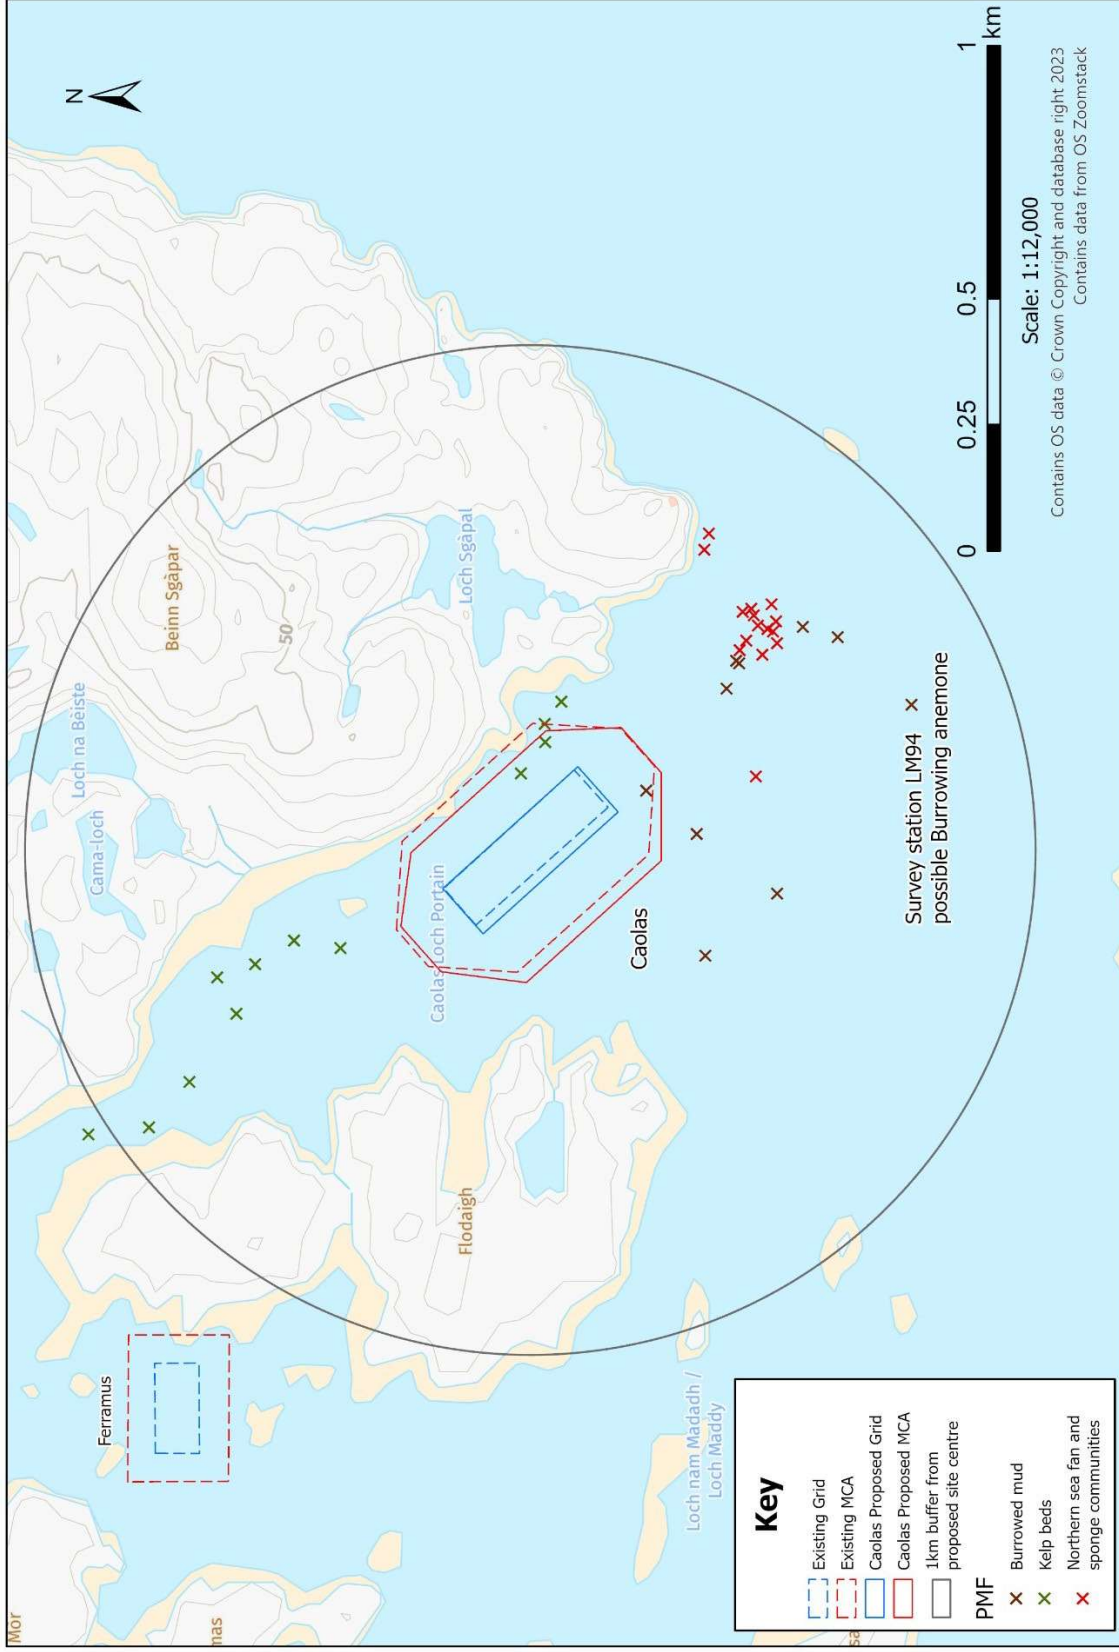 N
Mor
mas
Ferramus
Cama-loch
Loch na Bèiste
Beinn Sgàpar
50
Loch Sgàpal
Caolas Loch Portain
Flodaigh
Caolas
Loch nam Madadh /
Loch Maddy
sa
Survey station LM94
possible Burrowing anemone
Key
Existing Grid
Existing MCA
Caolas Proposed Grid
Caolas Proposed MCA
1km buffer from
proposed site centre
PMF
Burrowed mud
Kelp beds
Northern sea fan and
sponge communities
0 0.25 0.5 1
km
Scale: 1:12,000
Contains OS data © Crown Copyright and database right 2023
Contains data from OS Zoomstack